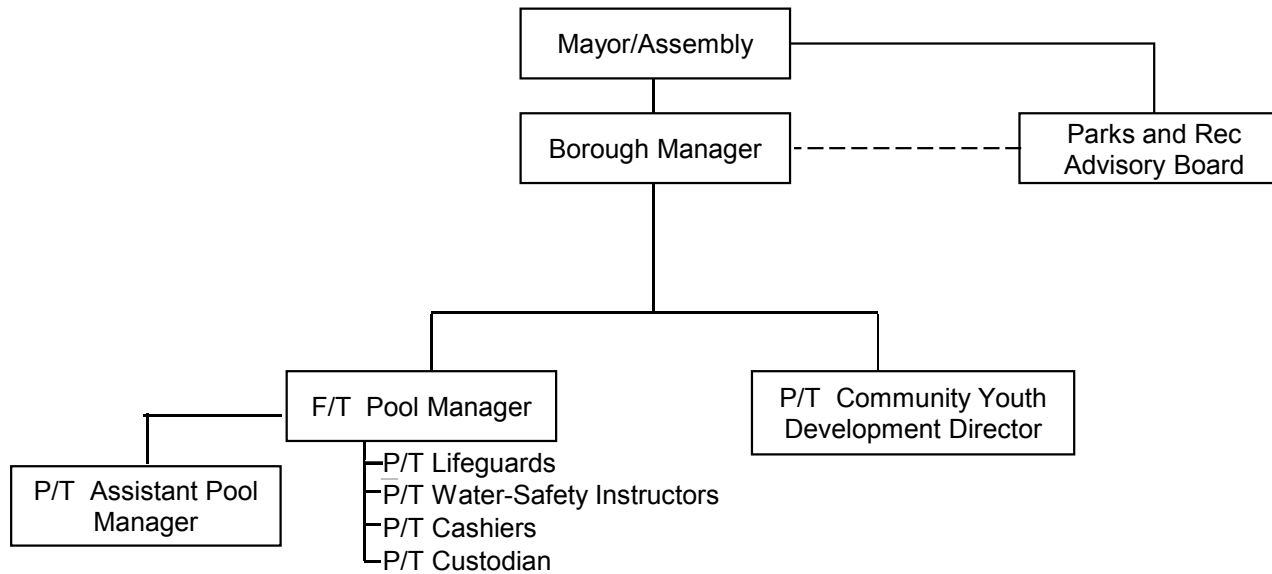 Mayor/Assembly
Borough Manager
Parks and Rec
Advisory Board
F/T Pool Manager
P/T Community Youth
Development Director
P/T Assistant Pool
Manager
P/T Lifeguards
P/T Water-Safety Instructors
P/T Cashiers
P/T Custodian